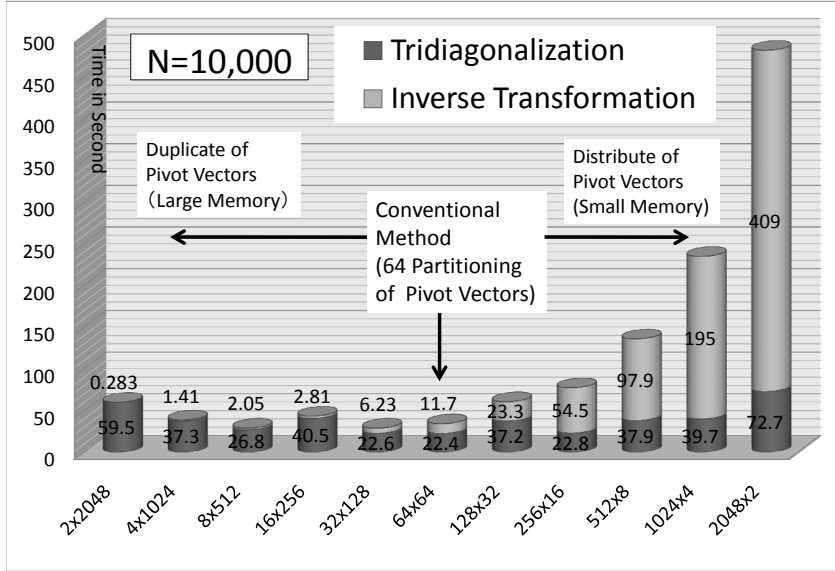 500
450
400
350
300
250
200
150
100
50
0
Time in Second
N=10,000
Tridiagonalization
Inverse Transformation
Duplicate of
Pivot Vectors
（Large Memory）
Conventional
Method
(64 Partitioning
of Pivot Vectors)
Distribute of
Pivot Vectors
(Small Memory)
0.283
1.41
2.05
2.81
6.23
11.7
23.3
54.5
97.9
195
409
59.5
37.3
26.8
40.5
22.6
22.4
37.2
22.8
37.9
39.7
72.7
2x2048
4x1024
8x512
16x256
32x128
64x64
128x32
256x16
512x8
1024x4
2048x2